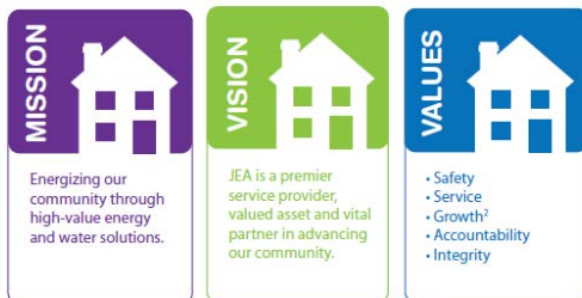 MISSION
Energizing our
community through
high-value energy
and water solutions.
VISION
JEA is a premier
service provider,
valued asset and vital
partner in advancing
our community.
VALUES
• Safety
• Service
• Growth²
• Accountability
• Integrity